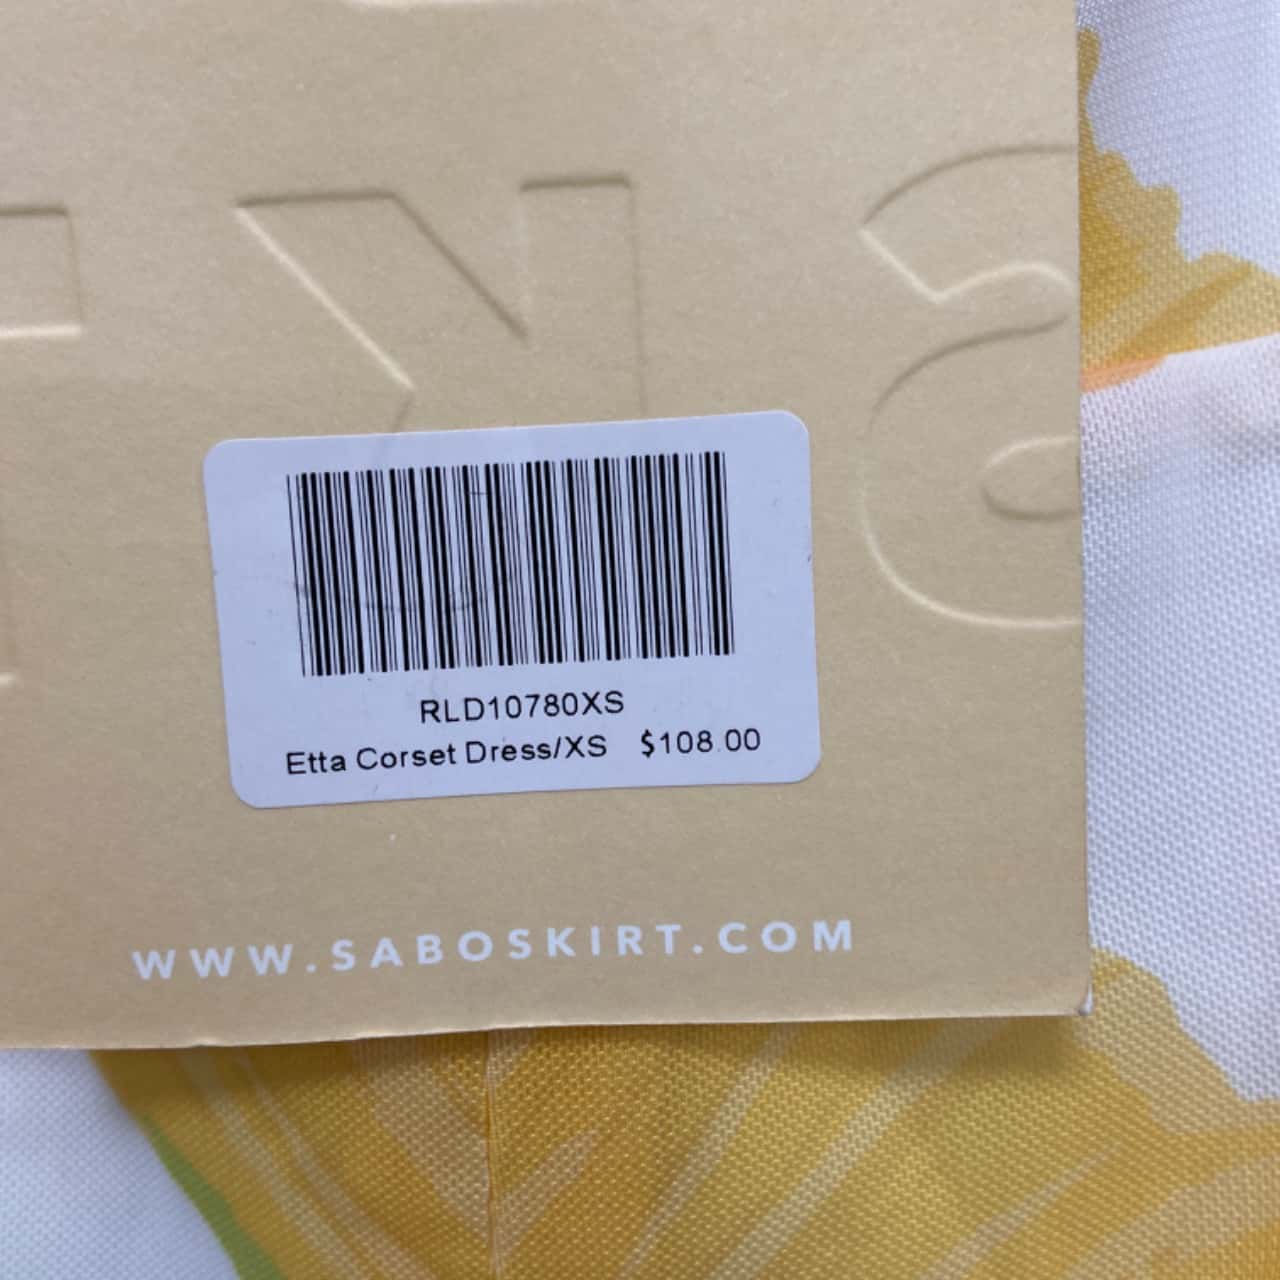 RLD10780XS
Etta Corset Dress/XS $108.00
WWW.SABOSKIRT.COM